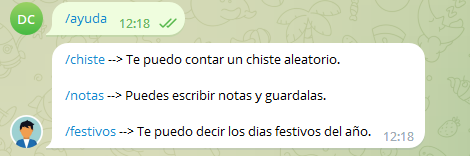 DC
/ayuda 12:18
/chiste --> Te puedo contar un chiste aleatorio.
/notas --> Puedes escribir notas y guardalas.
/festivos --> Te puedo decir los dias festivos del año. 12:18